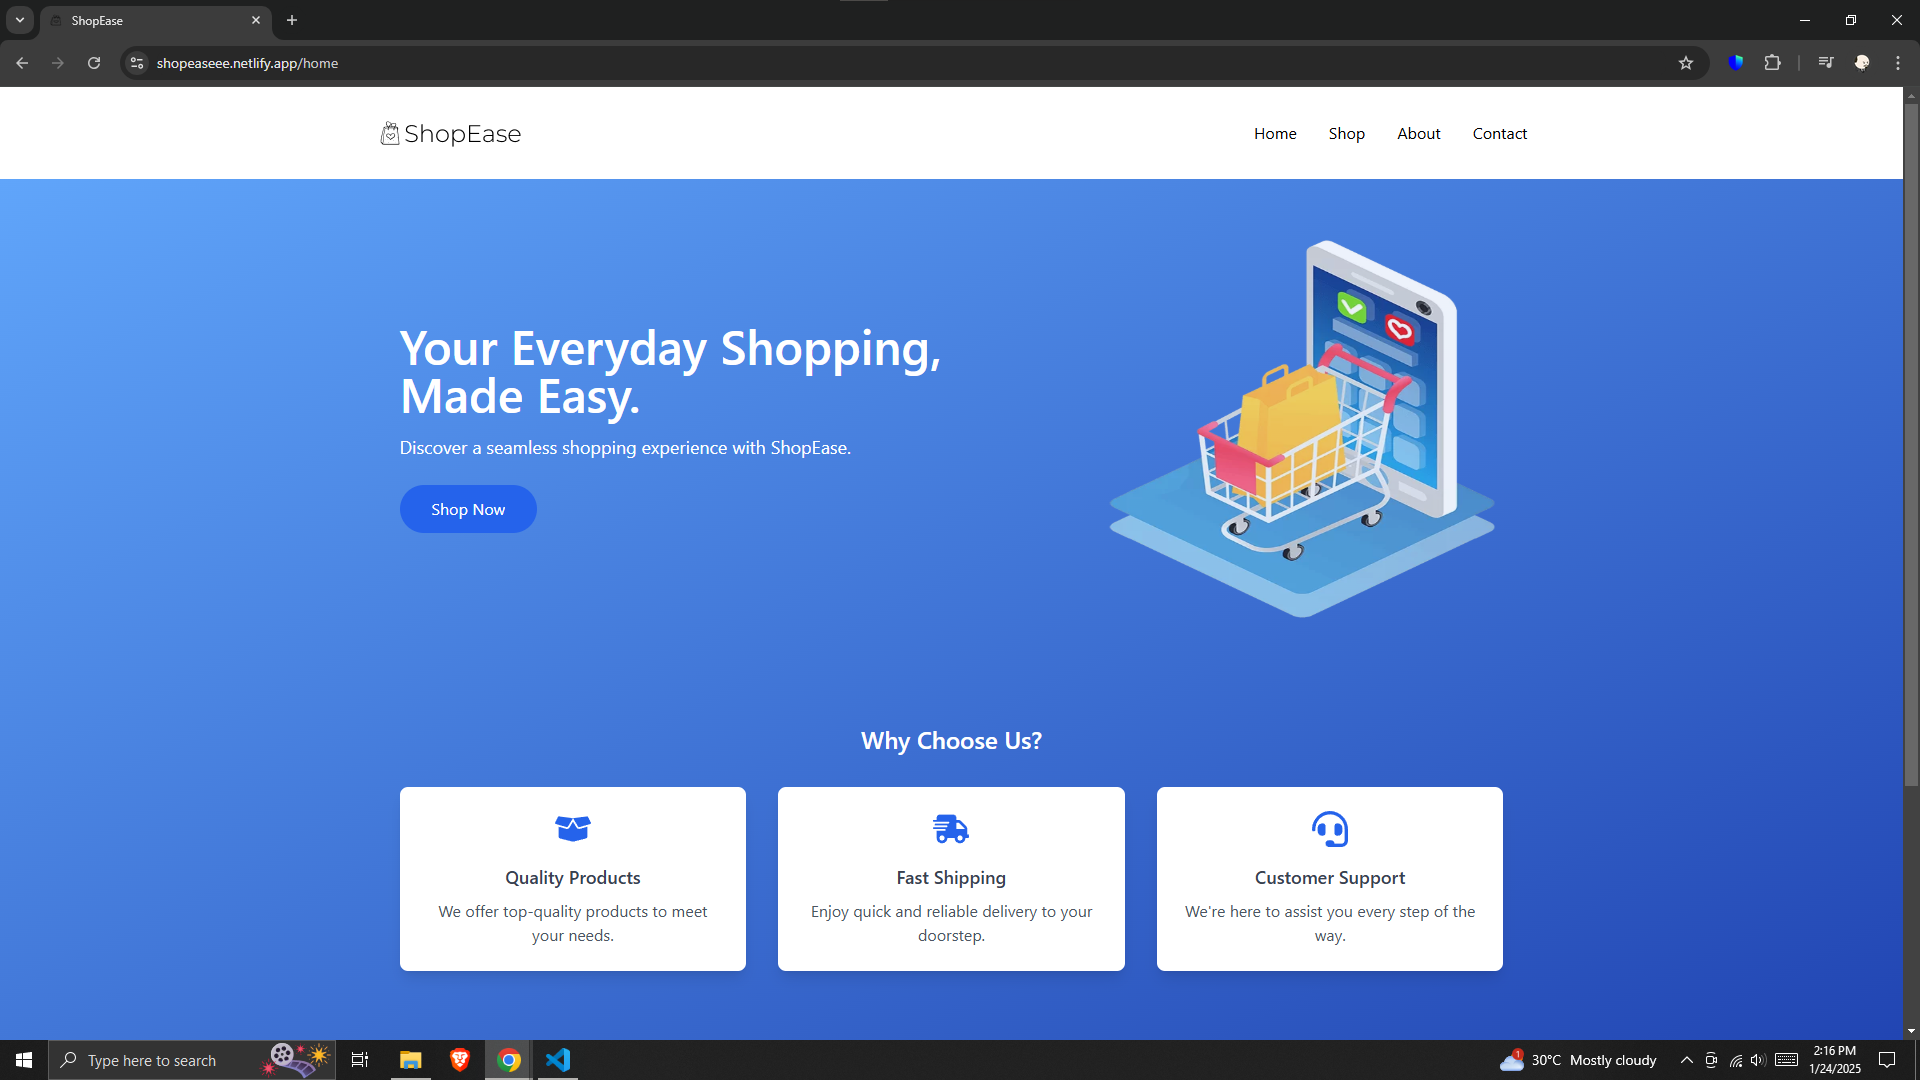 ShopEase
shopeaseee.netlify.app/home
ShopEase
Home
Shop
About
Contact
Your Everyday Shopping,
Made Easy.
Discover a seamless shopping experience with ShopEase.
Shop Now
Why Choose Us?
Quality Products
We offer top-quality products to meet
your needs.
Fast Shipping
Enjoy quick and reliable delivery to your
doorstep.
Customer Support
We're here to assist you every step of the
way.
Type here to search
1
30°C Mostly cloudy
2:16 PM
1/24/2025